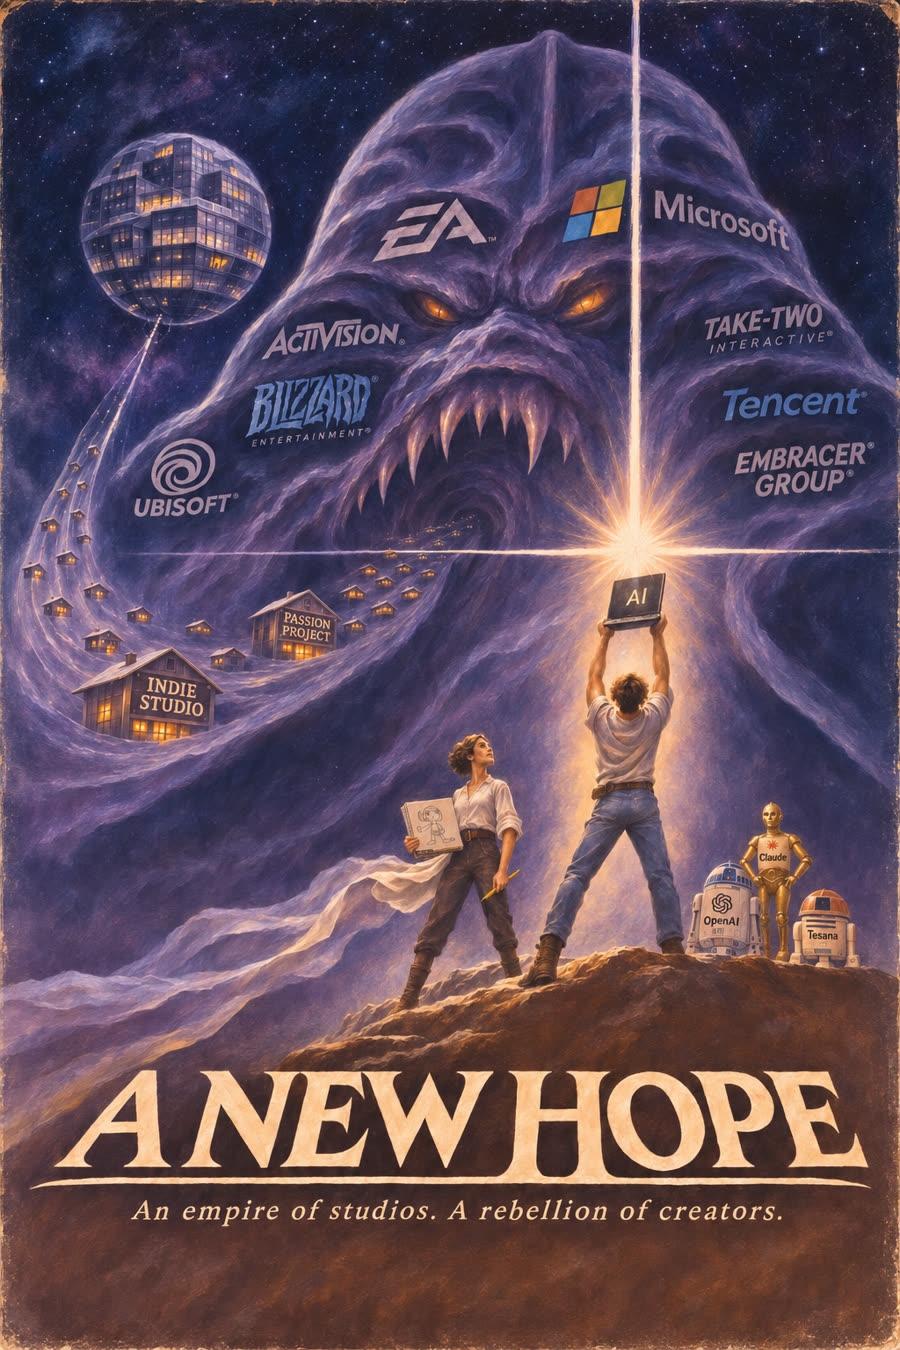 EA™
Microsoft
ACTIVISION®
TAKE-TWO
INTERACTIVE®
BLIZZARD®
ENTERTAINMENT®
Tencent®
UBISOFT®
EMBRACER®
GROUP®
AI
PASSION
PROJECT
INDIE
STUDIO
Claude
OpenAI
Tesana
A NEW HOPE
An empire of studios. A rebellion of creators.